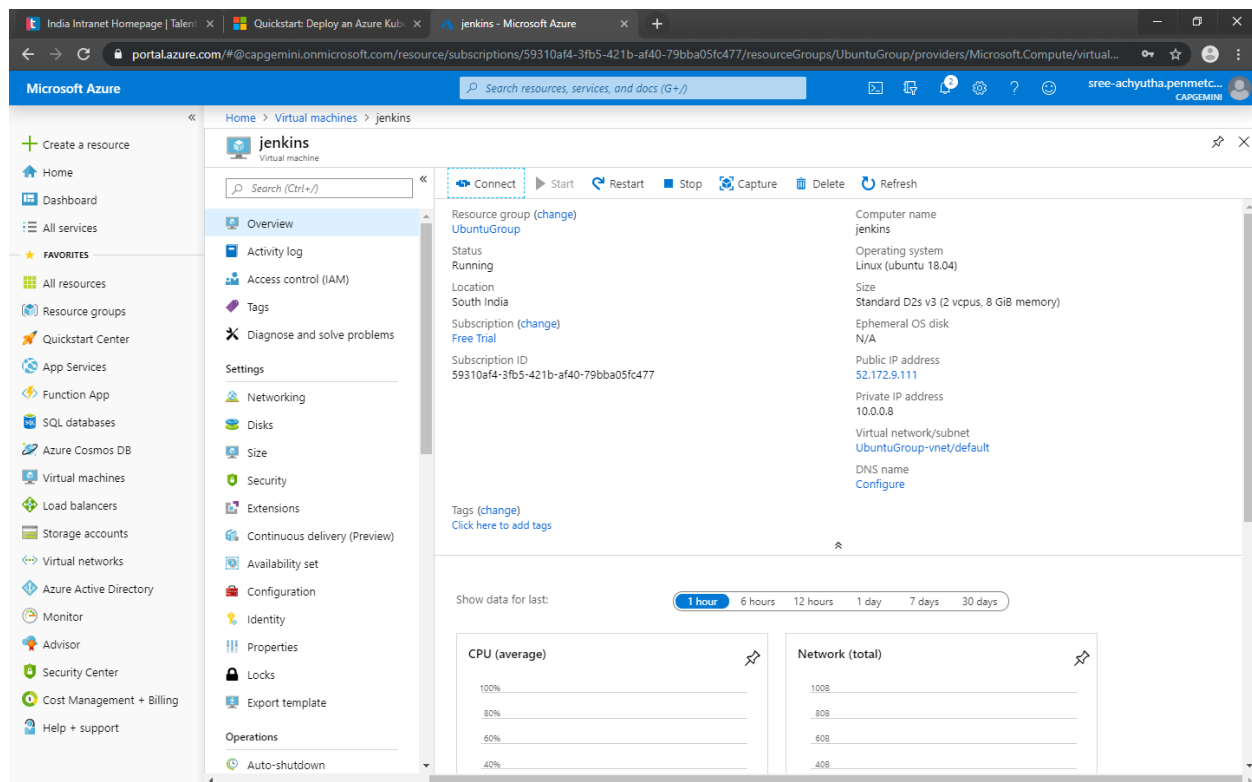 India Intranet Homepage | Talent
Quickstart: Deploy an Azure Kub
jenkins - Microsoft Azure
portal.azure.com/#@capgemini.onmicrosoft.com/resource/subscriptions/59310af4-3fb5-421b-af40-79bba05fc477/resourceGroups/UbuntuGroup/providers/Microsoft.Compute/virtual...
Microsoft Azure
Search resources, services, and docs (G+/)
2
sree-achyutha.penmetc...
CAPGEMINI
Create a resource
Home
Dashboard
All services
FAVORITES
All resources
Resource groups
Quickstart Center
App Services
Function App
SQL databases
Azure Cosmos DB
Virtual machines
Load balancers
Storage accounts
Virtual networks
Azure Active Directory
Monitor
Advisor
Security Center
Cost Management + Billing
Help + support
Home > Virtual machines > jenkins
jenkins
Virtual machine
Search (Ctrl+/)
Overview
Activity log
Access control (IAM)
Tags
Diagnose and solve problems
Settings
Networking
Disks
Size
Security
Extensions
Continuous delivery (Preview)
Availability set
Configuration
Identity
Properties
Locks
Export template
Operations
Auto-shutdown
Connect
Start
Restart
Stop
Capture
Delete
Refresh
Resource group (change)
UbuntuGroup
Status
Running
Location
South India
Subscription (change)
Free Trial
Subscription ID
59310af4-3fb5-421b-af40-79bba05fc477
Computer name
jenkins
Operating system
Linux (ubuntu 18.04)
Size
Standard D2s v3 (2 vcpus, 8 GiB memory)
Ephemeral OS disk
N/A
Public IP address
52.172.9.111
Private IP address
10.0.0.8
Virtual network/subnet
UbuntuGroup-vnet/default
DNS name
Configure
Tags (change)
Click here to add tags
Show data for last:
1 hour
6 hours
12 hours
1 day
7 days
30 days
CPU (average)
100%
80%
60%
40%
Network (total)
100B
80B
60B
40B